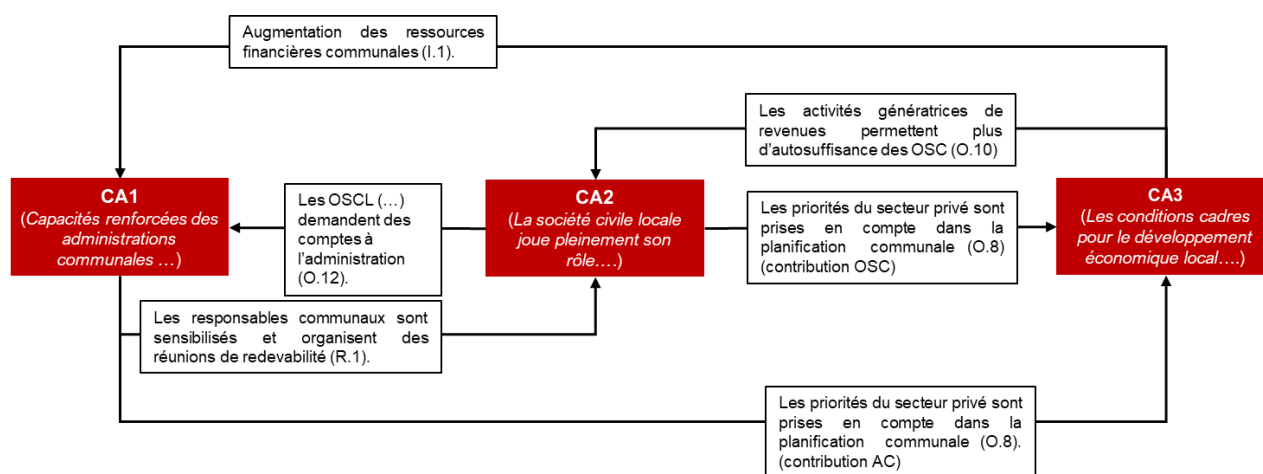 Augmentation des ressources
financières communales (I.1).
Les activités génératrices de
revenues permettent plus
d'autosuffisance des OSC (O.10)
CA1
(Capacités renforcées des
administrations
communales …)
Les OSCL (…)
demandent des
comptes à
l'administration
(O.12).
CA2
(La société civile locale
joue pleinement son
rôle….)
Les priorités du secteur privé sont
prises en compte dans la
planification communale (O.8)
(contribution OSC)
CA3
(Les conditions cadres
pour le développement
économique local….)
Les responsables communaux sont
sensibilisés et organisent des
réunions de redevabilité (R.1).
Les priorités du secteur privé sont
prises en compte dans la
planification communale (O.8).
(contribution AC)